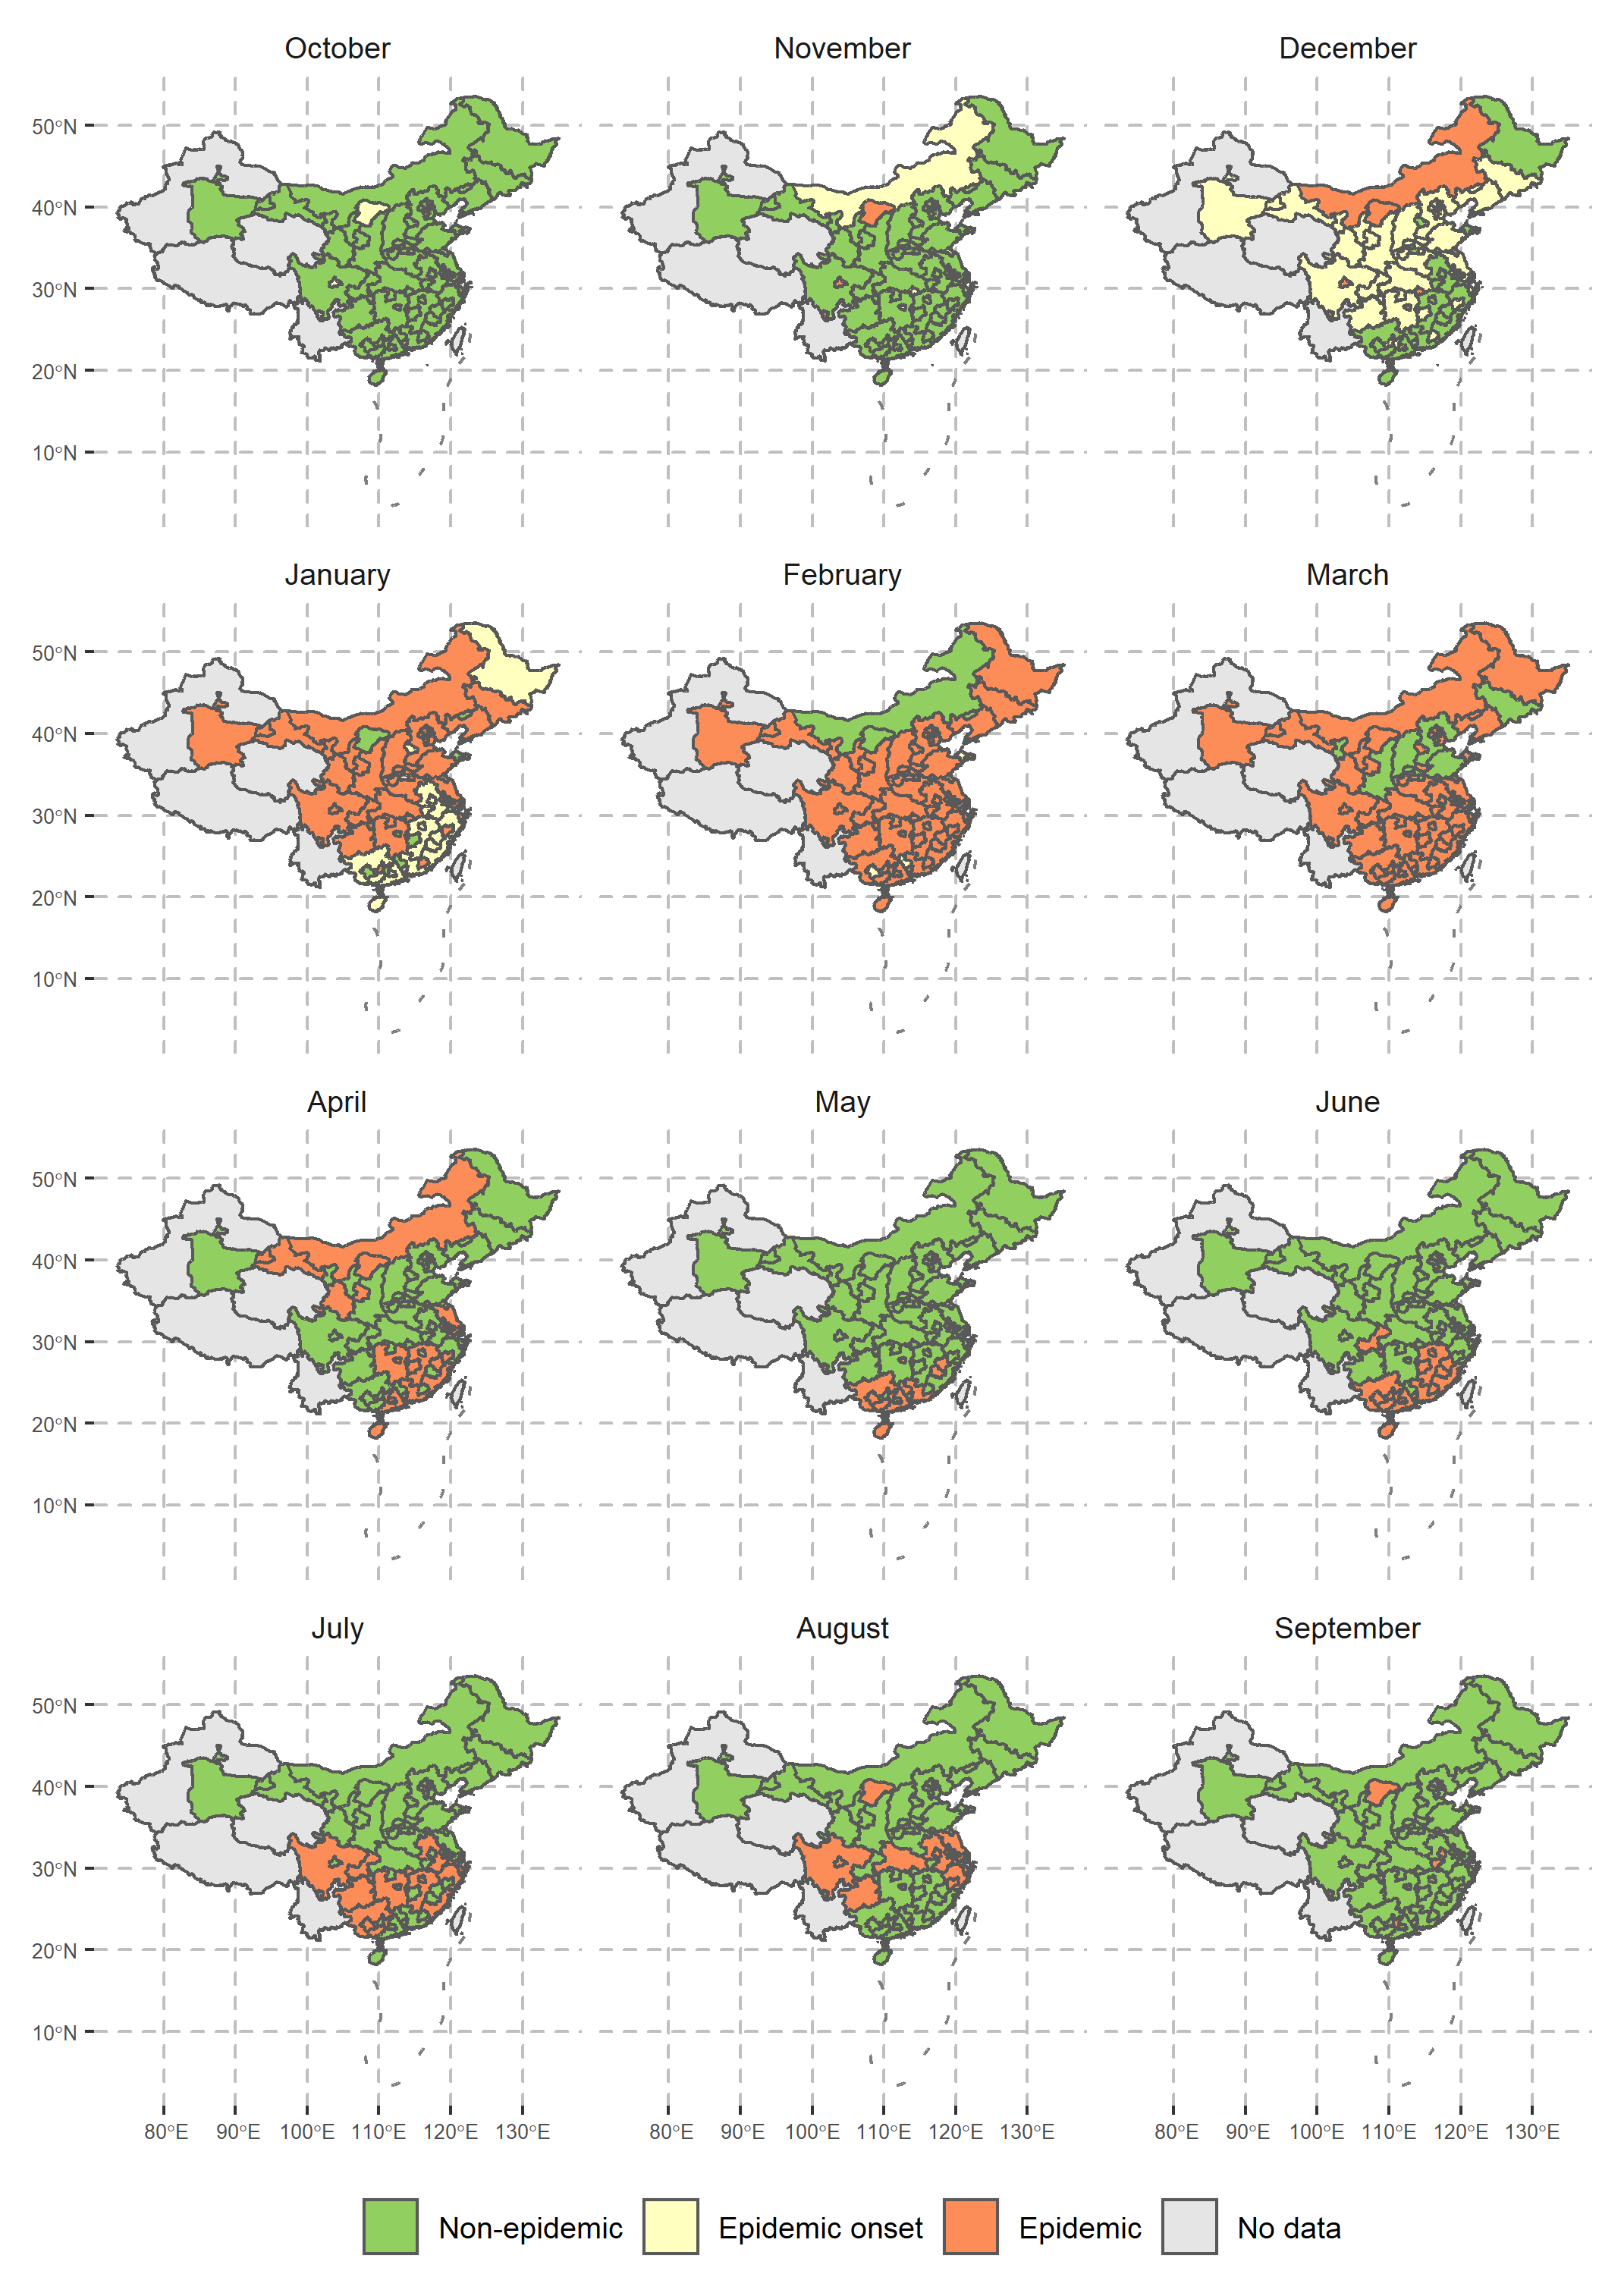 October November December
50°N
40°N
30°N
20°N
10°N
January February March
50°N
40°N
30°N
20°N
10°N
April May June
50°N
40°N
30°N
20°N
10°N
July August September
50°N
40°N
30°N
20°N
10°N
80°E 90°E 100°E 110°E 120°E 130°E 80°E 90°E 100°E 110°E 120°E 130°E 80°E 90°E 100°E 110°E 120°E 130°E
Non-epidemic Epidemic onset Epidemic No data